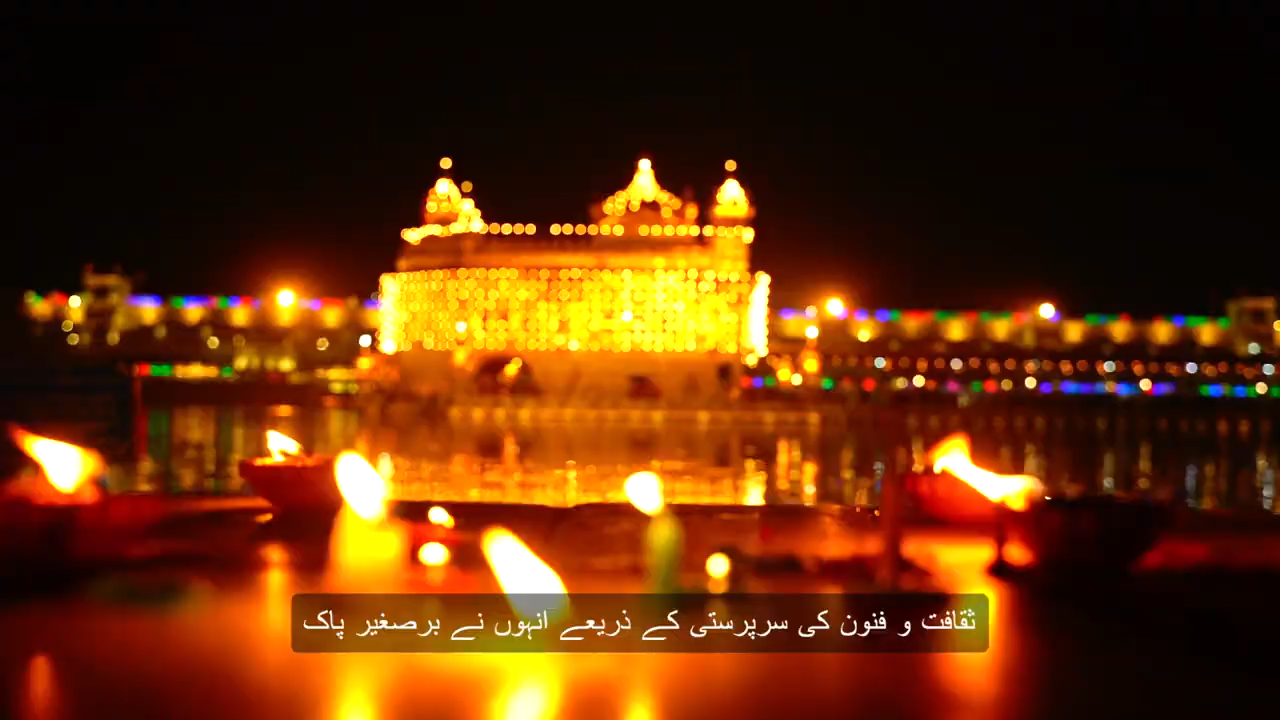 ثقافت و فنون کی سرپرستی کے ذریعے انہوں نے برصغیر پاک